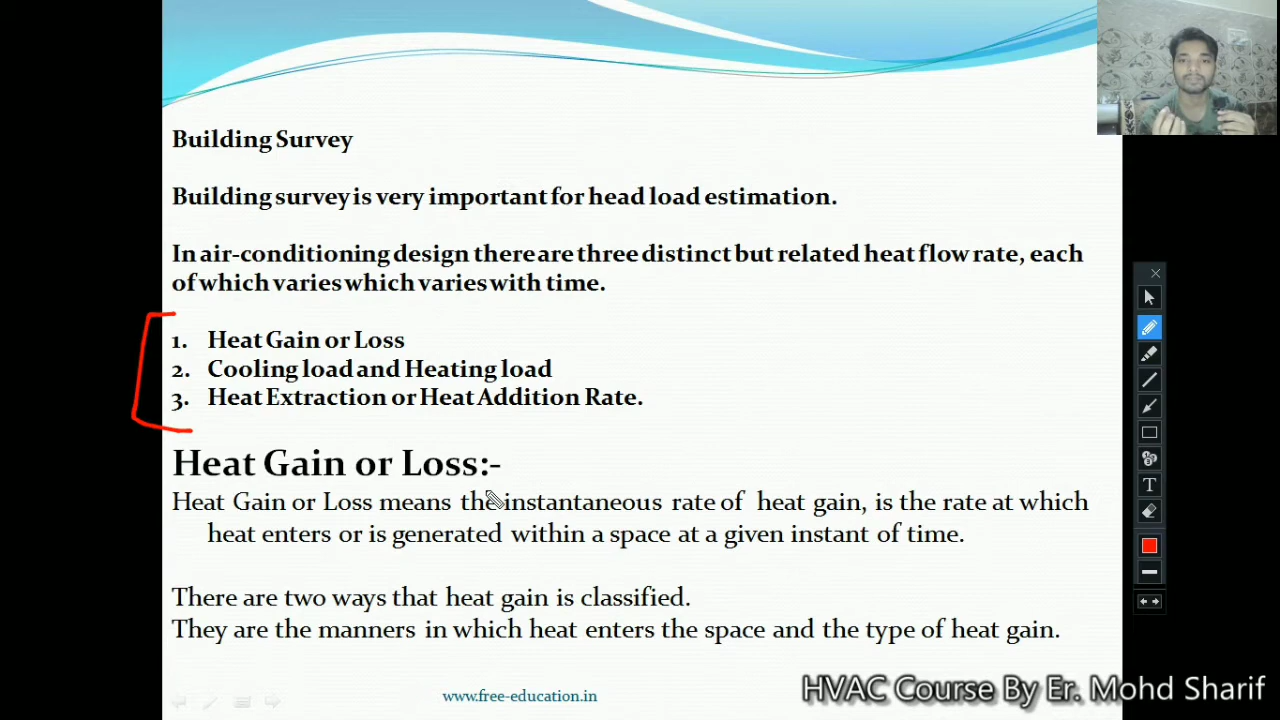 Building Survey
Building survey is very important for head load estimation.
In air-conditioning design there are three distinct but related heat flow rate, each
of which varies which varies with time.
1. Heat Gain or Loss
2. Cooling load and Heating load
3. Heat Extraction or Heat Addition Rate.
Heat Gain or Loss:-
Heat Gain or Loss means the instantaneous rate of heat gain, is the rate at which
heat enters or is generated within a space at a given instant of time.
There are two ways that heat gain is classified.
They are the manners in which heat enters the space and the type of heat gain.
www.free-education.in
HVAC Course By Er. Mohd Sharif